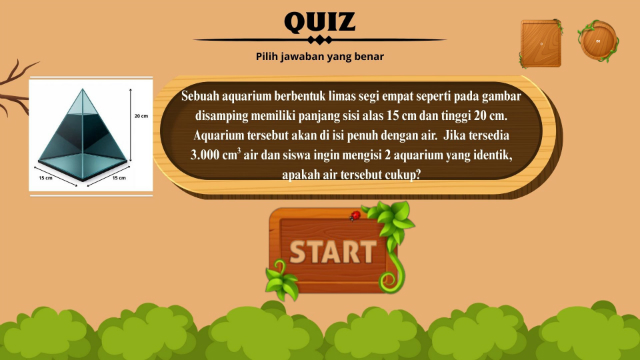 QUIZ
Pilih jawaban yang benar
Sebuah aquarium berbentuk limas segi empat seperti pada gambar
disamping memiliki panjang sisi alas 15 cm dan tinggi 20 cm.
Aquarium tersebut akan di isi penuh dengan air. Jika tersedia
3.000 cm³ air dan siswa ingin mengisi 2 aquarium yang identik,
apakah air tersebut cukup?
20 cm
15 cm
15 cm
START